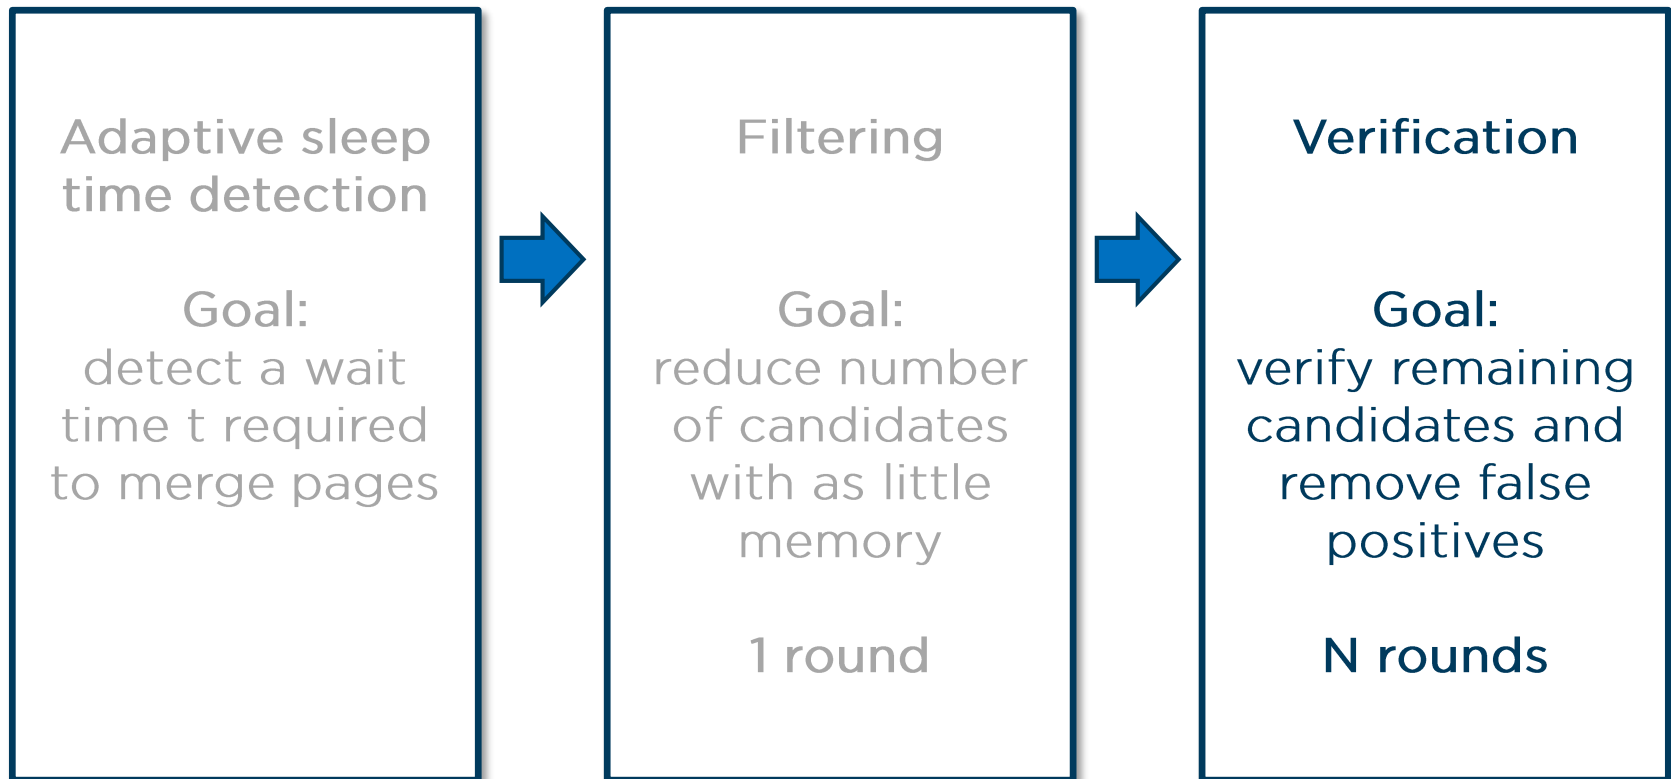 Adaptive sleep
time detection
Goal:
detect a wait
time t required
to merge pages
Filtering
Goal:
reduce number
of candidates
with as little
memory
1 round
Verification
Goal:
verify remaining
candidates and
remove false
positives
N rounds